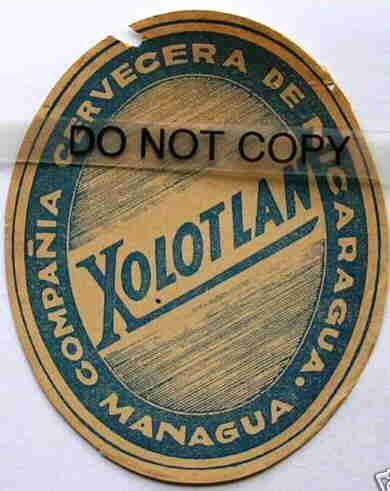 COMPAÑIA CERVECERA DE NICARAGUA.
DO NOT COPY
XOLOTLAN
MANAGUA